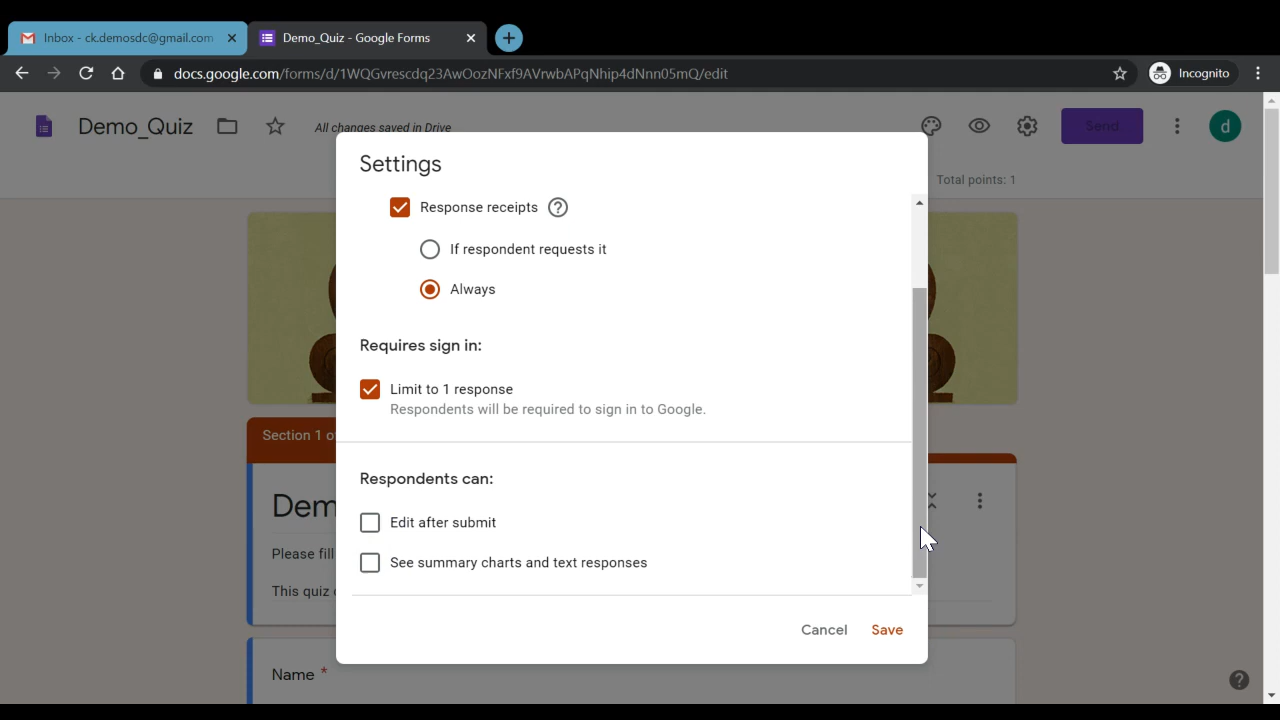 Inbox - ck.demosdc@gmail.com
Demo_Quiz - Google Forms
docs.google.com/forms/d/1WQGvrescdq23AwOozNFxf9AVrwbAPqNhip4dNnn05mQ/edit
Incognito
Demo_Quiz
All changes saved in Drive
Send
d
Total points: 1
Settings
Response receipts
If respondent requests it
Always
Requires sign in:
Limit to 1 response
Respondents will be required to sign in to Google.
Section 1 o
Respondents can:
Dem
Edit after submit
Please fill
See summary charts and text responses
This quiz
Cancel
Save
Name *